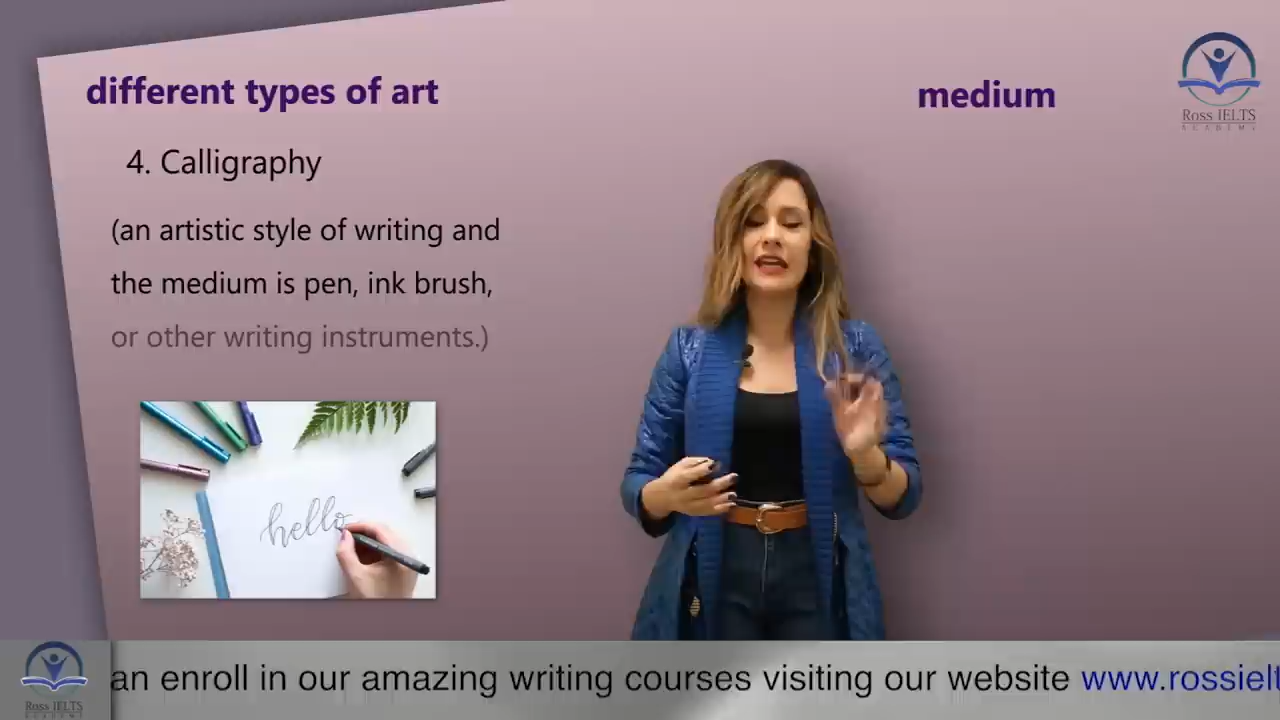 different types of art
medium
Ross IELTS
ACADEMY
4. Calligraphy
(an artistic style of writing and
the medium is pen, ink brush,
or other writing instruments.)
hello
Ross IELTS
ACADEMY
an enroll in our amazing writing courses visiting our website www.rossielt